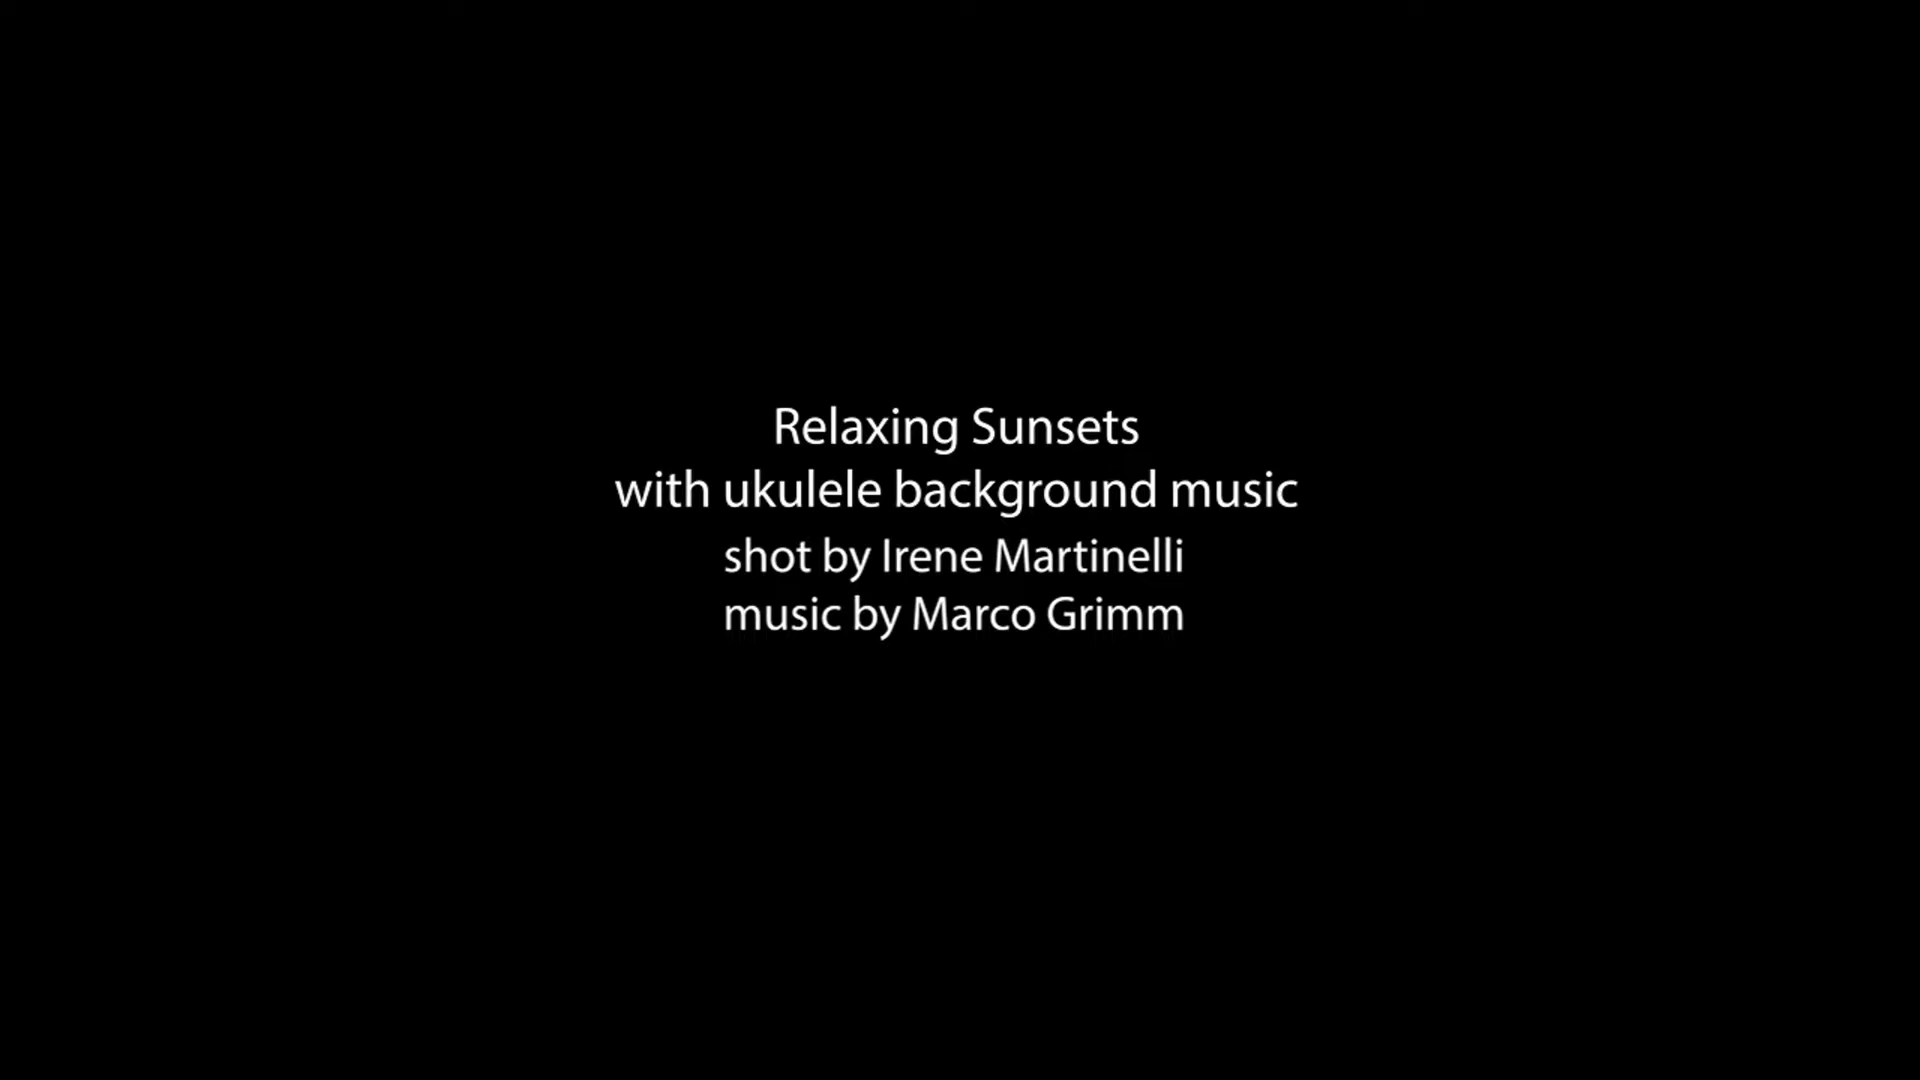 Relaxing Sunsets
with ukulele background music
shot by Irene Martinelli
music by Marco Grimm